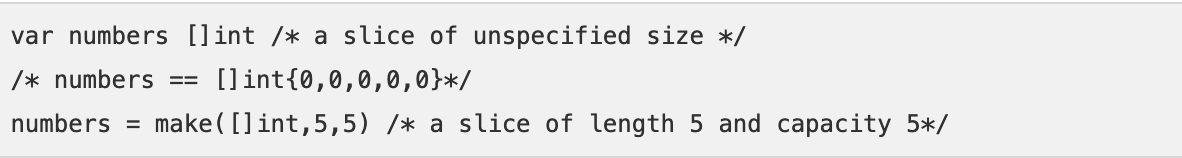 var numbers []int /* a slice of unspecified size */
/* numbers == []int{0,0,0,0,0}*/
numbers = make([]int,5,5) /* a slice of length 5 and capacity 5*/